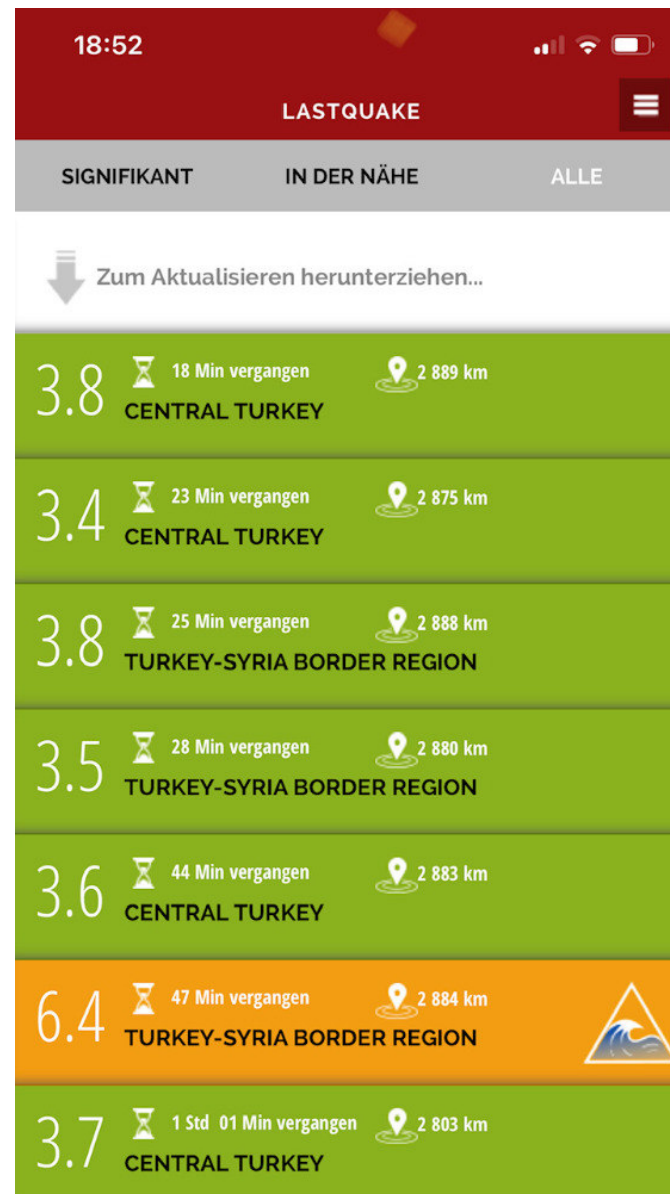 18:52
LASTQUAKE
SIGNIFIKANT IN DER NÄHE ALLE
Zum Aktualisieren herunterziehen...
3.8 18 Min vergangen 2 889 km
CENTRAL TURKEY
3.4 23 Min vergangen 2 875 km
CENTRAL TURKEY
3.8 25 Min vergangen 2 888 km
TURKEY-SYRIA BORDER REGION
3.5 28 Min vergangen 2 880 km
TURKEY-SYRIA BORDER REGION
3.6 44 Min vergangen 2 883 km
CENTRAL TURKEY
6.4 47 Min vergangen 2 884 km
TURKEY-SYRIA BORDER REGION
3.7 1 Std 01 Min vergangen 2 803 km
CENTRAL TURKEY